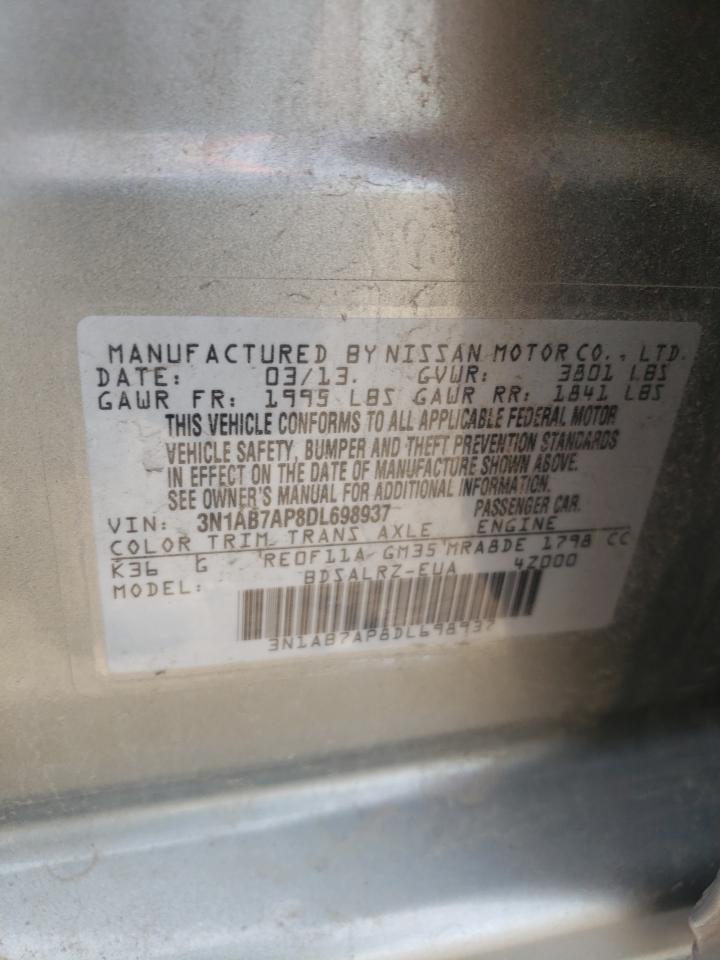 MANUFACTURED BY NISSAN MOTOR CO., LTD.
DATE: 03/13. GVWR: 3801 LBS
GAWR FR: 1995 LBS GAWR RR: 1841 LBS
THIS VEHICLE CONFORMS TO ALL APPLICABLE FEDERAL MOTOR
VEHICLE SAFETY, BUMPER AND THEFT PREVENTION STANDARDS
IN EFFECT ON THE DATE OF MANUFACTURE SHOWN ABOVE.
SEE OWNER'S MANUAL FOR ADDITIONAL INFORMATION.
VIN: 3N1AB7AP8DL698937 PASSENGER CAR.
COLOR TRIM TRANS AXLE ENGINE
K36 G RE0F11A GM35 MRA8DE 1798 CC
MODEL: BDSALRZ-EUA 4Z000
3N1AB7AP8DL698937